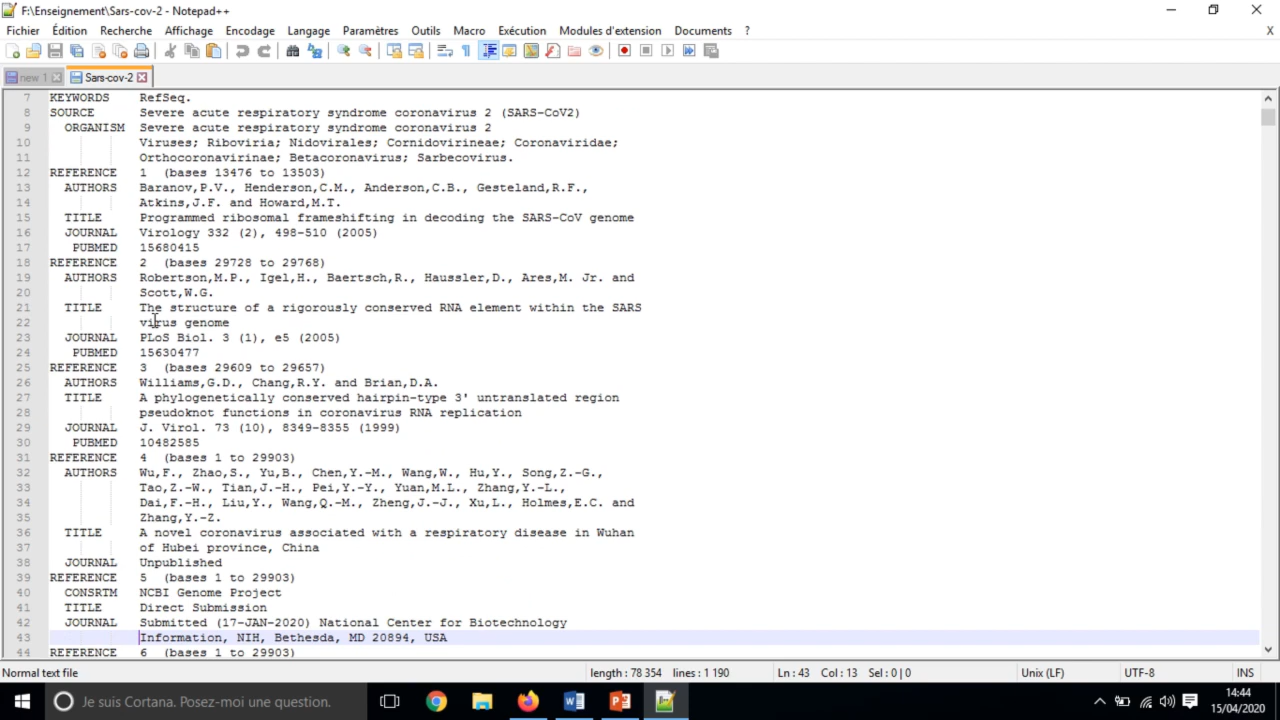 F:\Enseignement\Sars-cov-2 - Notepad++
Fichier Édition Recherche Affichage Encodage Langage Paramètres Outils Macro Exécution Modules d'extension Documents ? X
new 1 Sars-cov-2
7 KEYWORDS RefSeq.
8 SOURCE Severe acute respiratory syndrome coronavirus 2 (SARS-CoV2)
9 ORGANISM Severe acute respiratory syndrome coronavirus 2
10 Viruses; Riboviria; Nidovirales; Cornidovirineae; Coronaviridae;
11 Orthocoronavirinae; Betacoronavirus; Sarbecovirus.
12 REFERENCE 1 (bases 13476 to 13503)
13 AUTHORS Baranov,P.V., Henderson,C.M., Anderson,C.B., Gesteland,R.F.,
14 Atkins,J.F. and Howard,M.T.
15 TITLE Programmed ribosomal frameshifting in decoding the SARS-CoV genome
16 JOURNAL Virology 332 (2), 498-510 (2005)
17 PUBMED 15680415
18 REFERENCE 2 (bases 29728 to 29768)
19 AUTHORS Robertson,M.P., Igel,H., Baertsch,R., Haussler,D., Ares,M. Jr. and
20 Scott,W.G.
21 TITLE The structure of a rigorously conserved RNA element within the SARS
22 virus genome
23 JOURNAL PLoS Biol. 3 (1), e5 (2005)
24 PUBMED 15630477
25 REFERENCE 3 (bases 29609 to 29657)
26 AUTHORS Williams,G.D., Chang,R.Y. and Brian,D.A.
27 TITLE A phylogenetically conserved hairpin-type 3' untranslated region
28 pseudoknot functions in coronavirus RNA replication
29 JOURNAL J. Virol. 73 (10), 8349-8355 (1999)
30 PUBMED 10482585
31 REFERENCE 4 (bases 1 to 29903)
32 AUTHORS Wu,F., Zhao,S., Yu,B., Chen,Y.-M., Wang,W., Hu,Y., Song,Z.-G.,
33 Tao,Z.-W., Tian,J.-H., Pei,Y.-Y., Yuan,M.L., Zhang,Y.-L.,
34 Dai,F.-H., Liu,Y., Wang,Q.-M., Zheng,J.-J., Xu,L., Holmes,E.C. and
35 Zhang,Y.-Z.
36 TITLE A novel coronavirus associated with a respiratory disease in Wuhan
37 of Hubei province, China
38 JOURNAL Unpublished
39 REFERENCE 5 (bases 1 to 29903)
40 CONSRTM NCBI Genome Project
41 TITLE Direct Submission
42 JOURNAL Submitted (17-JAN-2020) National Center for Biotechnology
43 Information, NIH, Bethesda, MD 20894, USA
44 REFERENCE 6 (bases 1 to 29903)
Normal text file length : 78 354 lines : 1 190 Ln : 43 Col : 13 Sel : 0 | 0 Unix (LF) UTF-8 INS
Je suis Cortana. Posez-moi une question. 14:44
15/04/2020